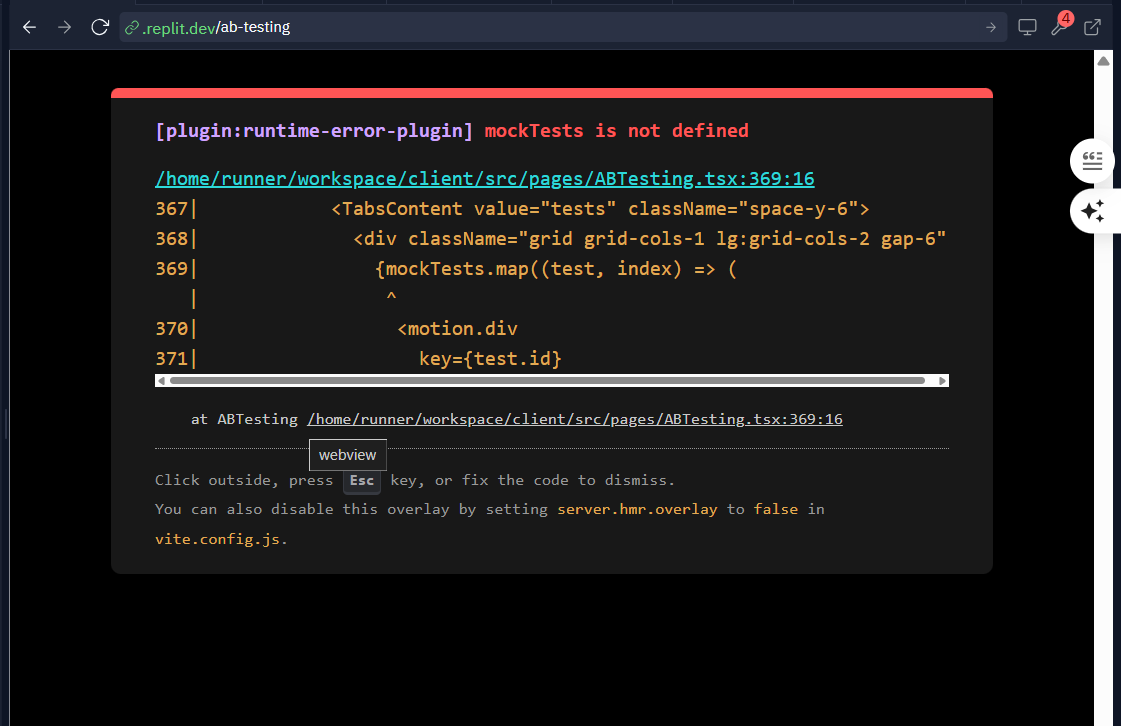 .replit.dev/ab-testing
4
[plugin:runtime-error-plugin] mockTests is not defined
/home/runner/workspace/client/src/pages/ABTesting.tsx:369:16
367|            <TabsContent value="tests" className="space-y-6">
368|              <div className="grid grid-cols-1 lg:grid-cols-2 gap-6"
369|                {mockTests.map((test, index) => (
   |                 ^
370|                  <motion.div
371|                    key={test.id}
at ABTesting /home/runner/workspace/client/src/pages/ABTesting.tsx:369:16
webview
Click outside, press Esc key, or fix the code to dismiss.
You can also disable this overlay by setting server.hmr.overlay to false in
vite.config.js.